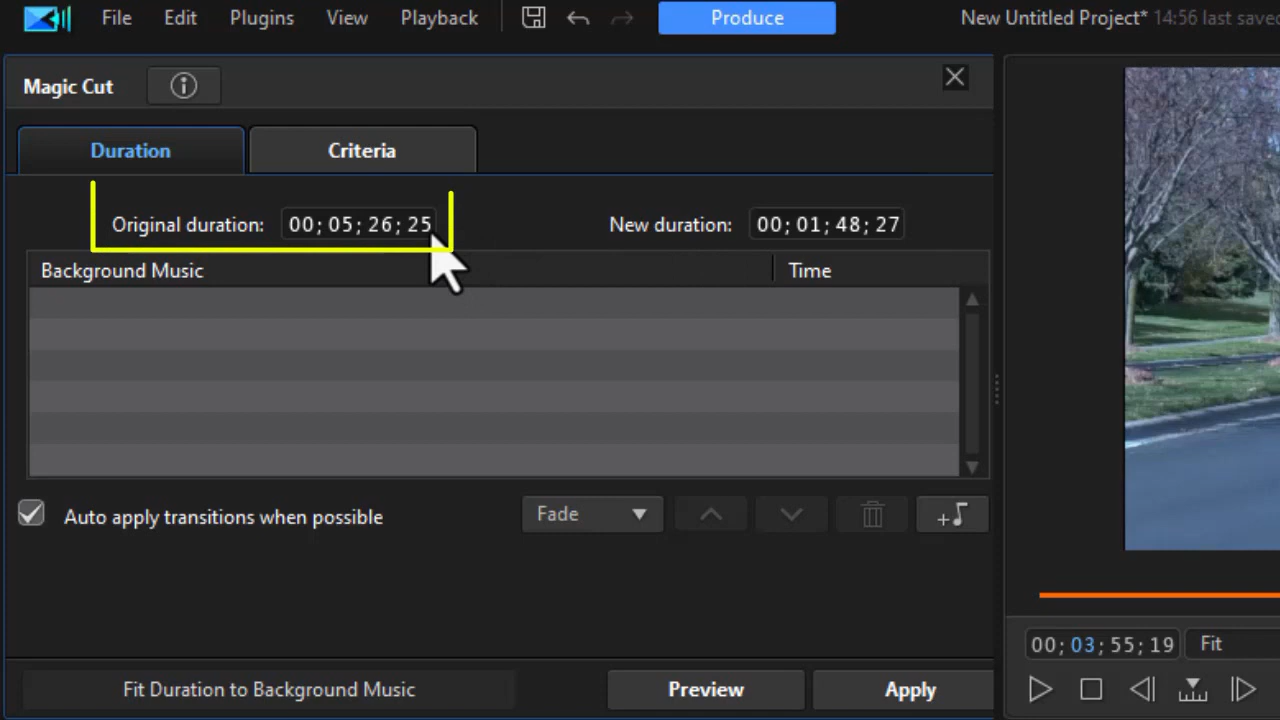 File Edit Plugins View Playback Produce New Untitled Project* 14:56 last saved
Magic Cut
Duration Criteria
Original duration: 00; 05; 26; 25 New duration: 00; 01; 48; 27
Background Music Time
Auto apply transitions when possible Fade
00; 03; 55; 19 Fit
Fit Duration to Background Music Preview Apply